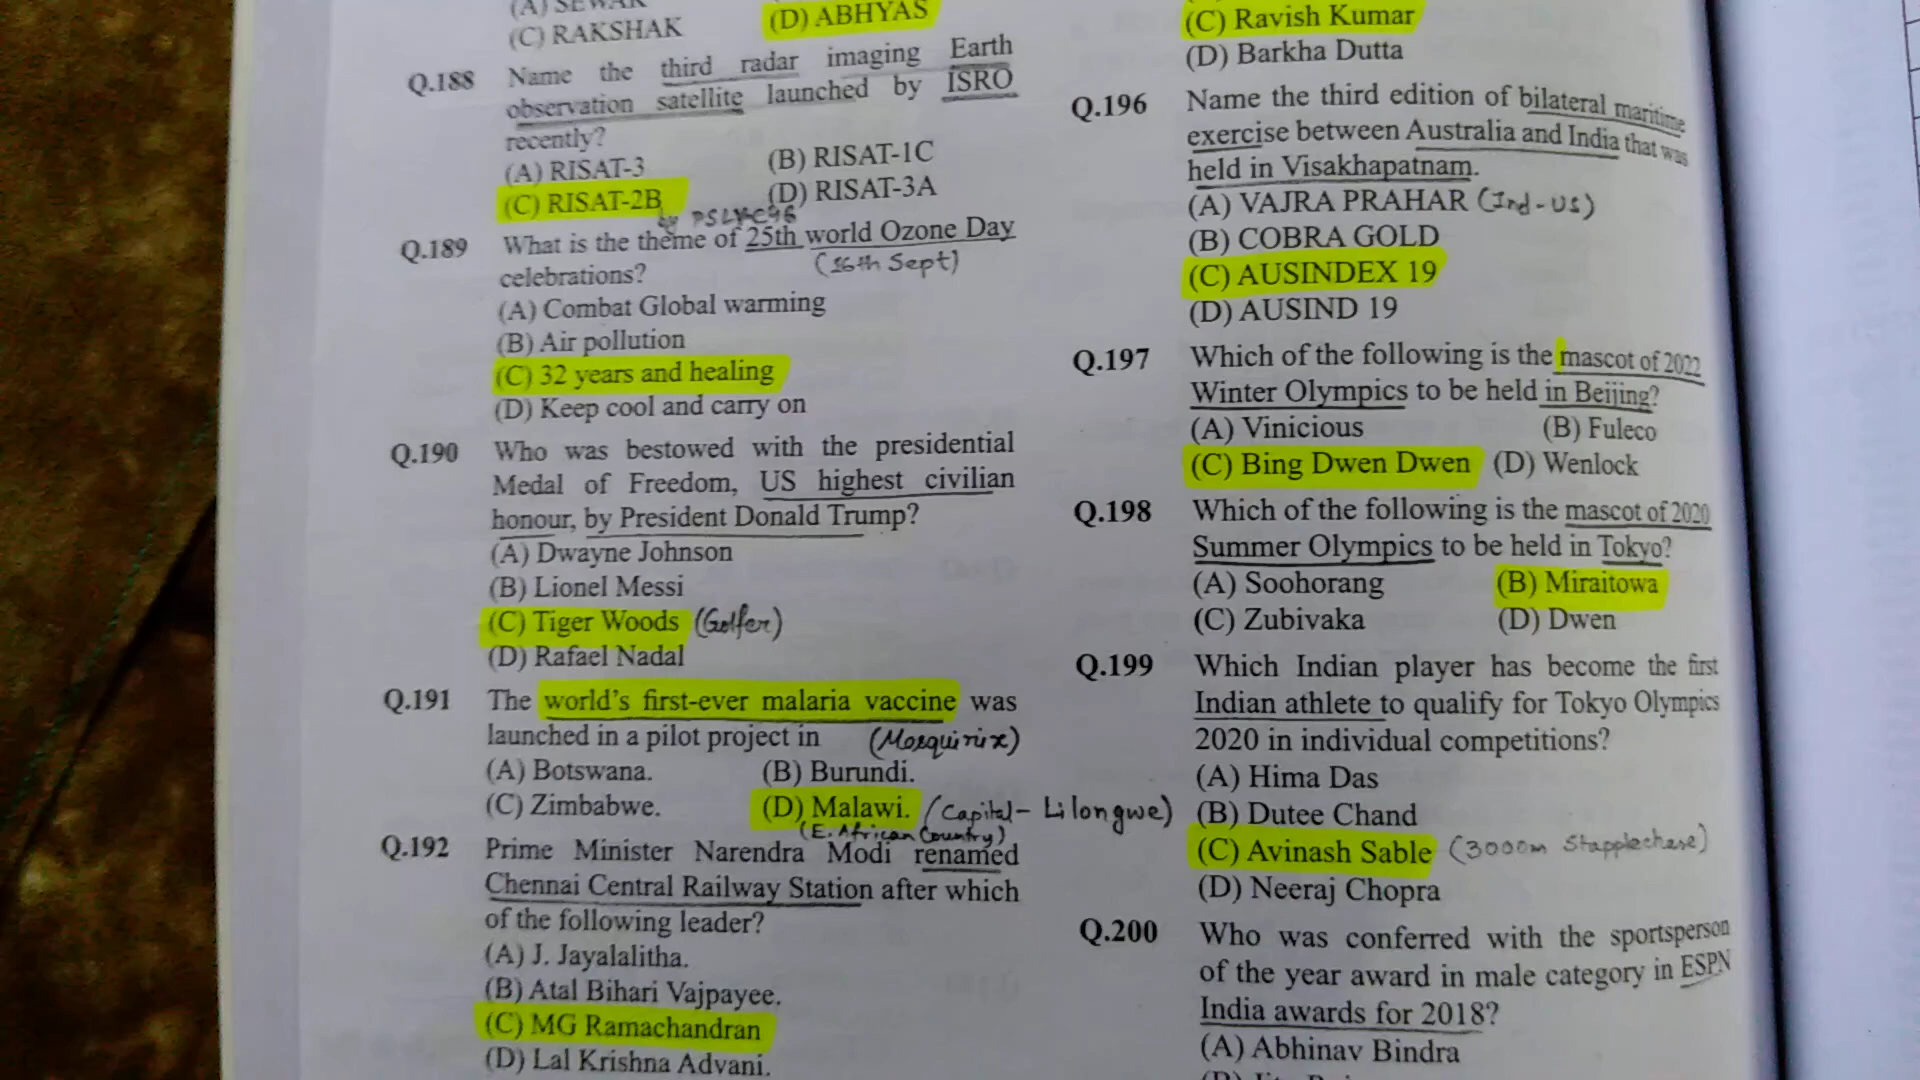 (A) SEWAK
(C) RAKSHAK (D) ABHYAS
Q.188 Name the third radar imaging Earth
observation satellite launched by ISRO
recently?
(A) RISAT-3 (B) RISAT-1C
(C) RISAT-2B (D) RISAT-3A
by PSLV-C46
Q.189 What is the theme of 25th world Ozone Day
celebrations? (16th Sept)
(A) Combat Global warming
(B) Air pollution
(C) 32 years and healing
(D) Keep cool and carry on
Q.190 Who was bestowed with the presidential
Medal of Freedom, US highest civilian
honour, by President Donald Trump?
(A) Dwayne Johnson
(B) Lionel Messi
(C) Tiger Woods (Golfer)
(D) Rafael Nadal
Q.191 The world's first-ever malaria vaccine was
launched in a pilot project in (Mosquirix)
(A) Botswana. (B) Burundi.
(C) Zimbabwe. (D) Malawi. (Capital- Lilongwe)
(E. African Country)
Q.192 Prime Minister Narendra Modi renamed
Chennai Central Railway Station after which
of the following leader?
(A) J. Jayalalitha.
(B) Atal Bihari Vajpayee.
(C) MG Ramachandran
(D) Lal Krishna Advani.
(C) Ravish Kumar
(D) Barkha Dutta
Q.196 Name the third edition of bilateral maritime
exercise between Australia and India that was
held in Visakhapatnam.
(A) VAJRA PRAHAR (Ind-US)
(B) COBRA GOLD
(C) AUSINDEX 19
(D) AUSIND 19
Q.197 Which of the following is the mascot of 2022
Winter Olympics to be held in Beijing?
(A) Vinicious (B) Fuleco
(C) Bing Dwen Dwen (D) Wenlock
Q.198 Which of the following is the mascot of 2020
Summer Olympics to be held in Tokyo?
(A) Soohorang (B) Miraitowa
(C) Zubivaka (D) Dwen
Q.199 Which Indian player has become the first
Indian athlete to qualify for Tokyo Olympics
2020 in individual competitions?
(A) Hima Das
(B) Dutee Chand
(C) Avinash Sable (3000m Stapplechase)
(D) Neeraj Chopra
Q.200 Who was conferred with the sportsperson
of the year award in male category in ESPN
India awards for 2018?
(A) Abhinav Bindra